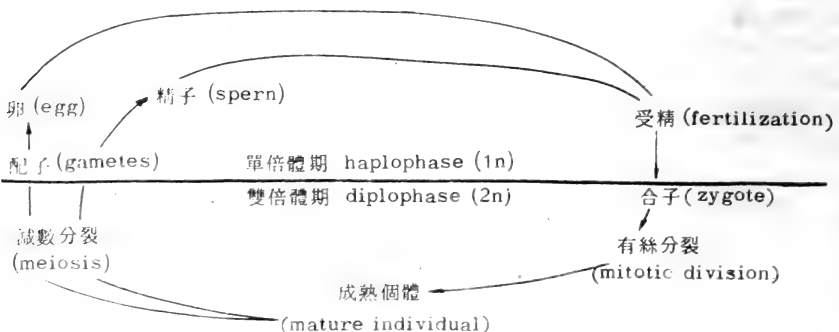 卵 (egg)
精子 (spern)
受精 (fertilization)
配子 (gametes)
單倍體期 haplophase (1n)
雙倍體期 diplophase (2n)
合子 (zygote)
減數分裂
(meiosis)
有絲分裂
(mitotic division)
成熟個體
(mature individual)